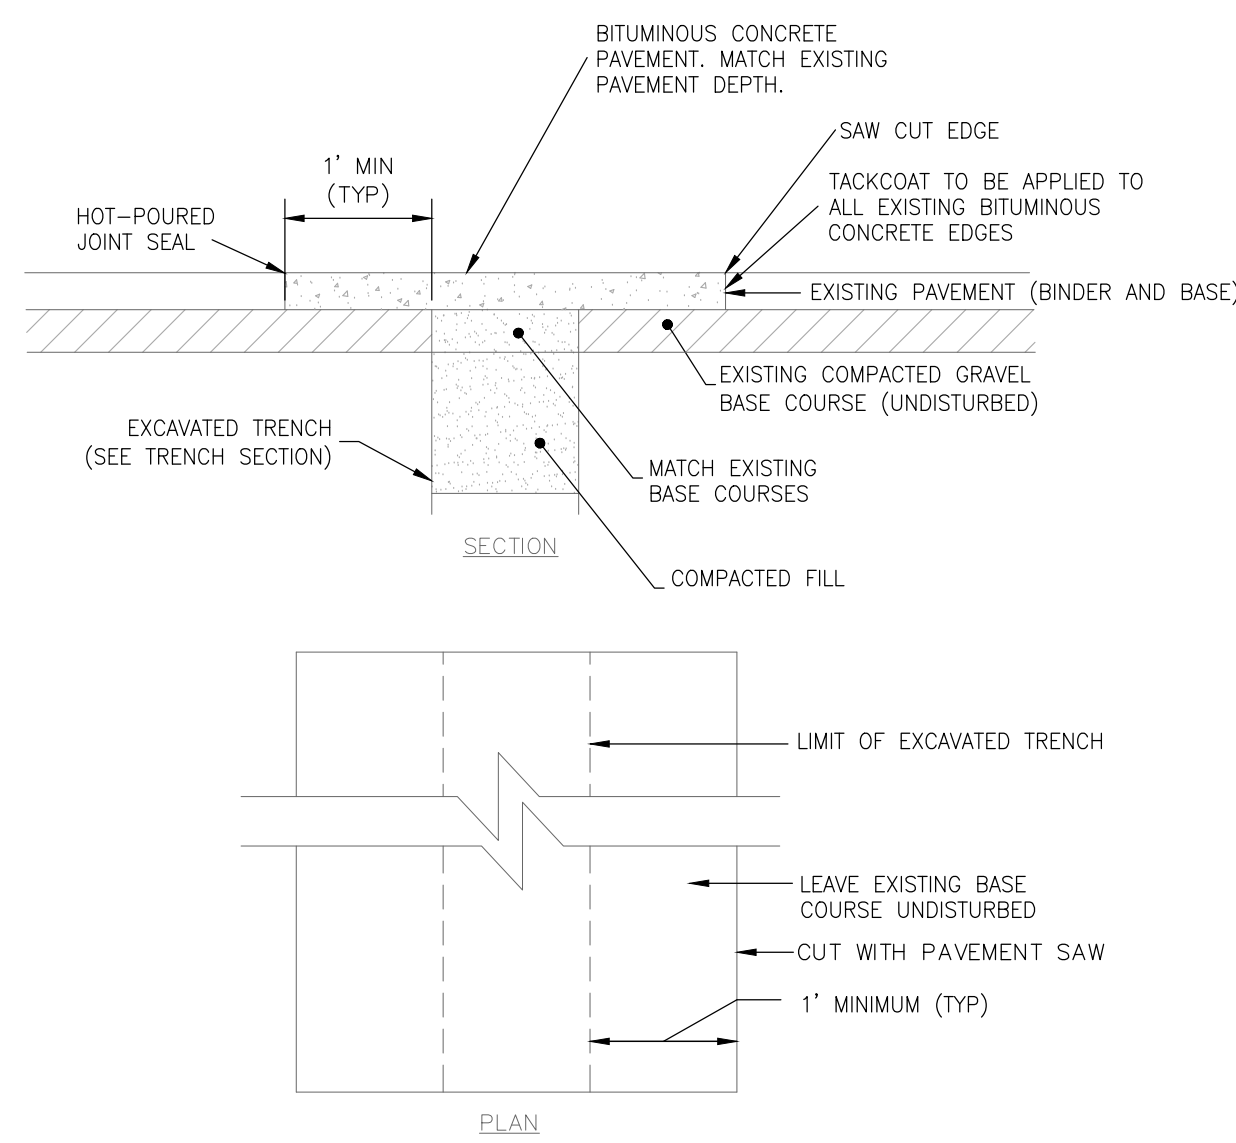 BITUMINOUS CONCRETE
PAVEMENT. MATCH EXISTING
PAVEMENT DEPTH.
SAW CUT EDGE
1' MIN
(TYP)
TACKCOAT TO BE APPLIED TO
ALL EXISTING BITUMINOUS
CONCRETE EDGES
HOT-POURED
JOINT SEAL
EXISTING PAVEMENT (BINDER AND BASE)
EXISTING COMPACTED GRAVEL
BASE COURSE (UNDISTURBED)
EXCAVATED TRENCH
(SEE TRENCH SECTION)
MATCH EXISTING
BASE COURSES
SECTION
COMPACTED FILL
LIMIT OF EXCAVATED TRENCH
LEAVE EXISTING BASE
COURSE UNDISTURBED
CUT WITH PAVEMENT SAW
1' MINIMUM (TYP)
PLAN